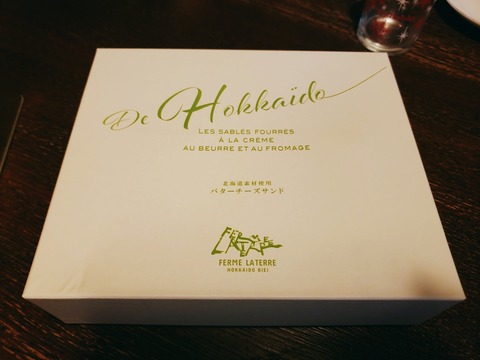 De Hokkaïdo
LES SABLÉS FOURRES
À LA CRÈME
AU BEURRE ET AU FROMAGE
北海道素材使用
バターチーズサンド
FERME LATERRE
HOKKAIDO BIEI